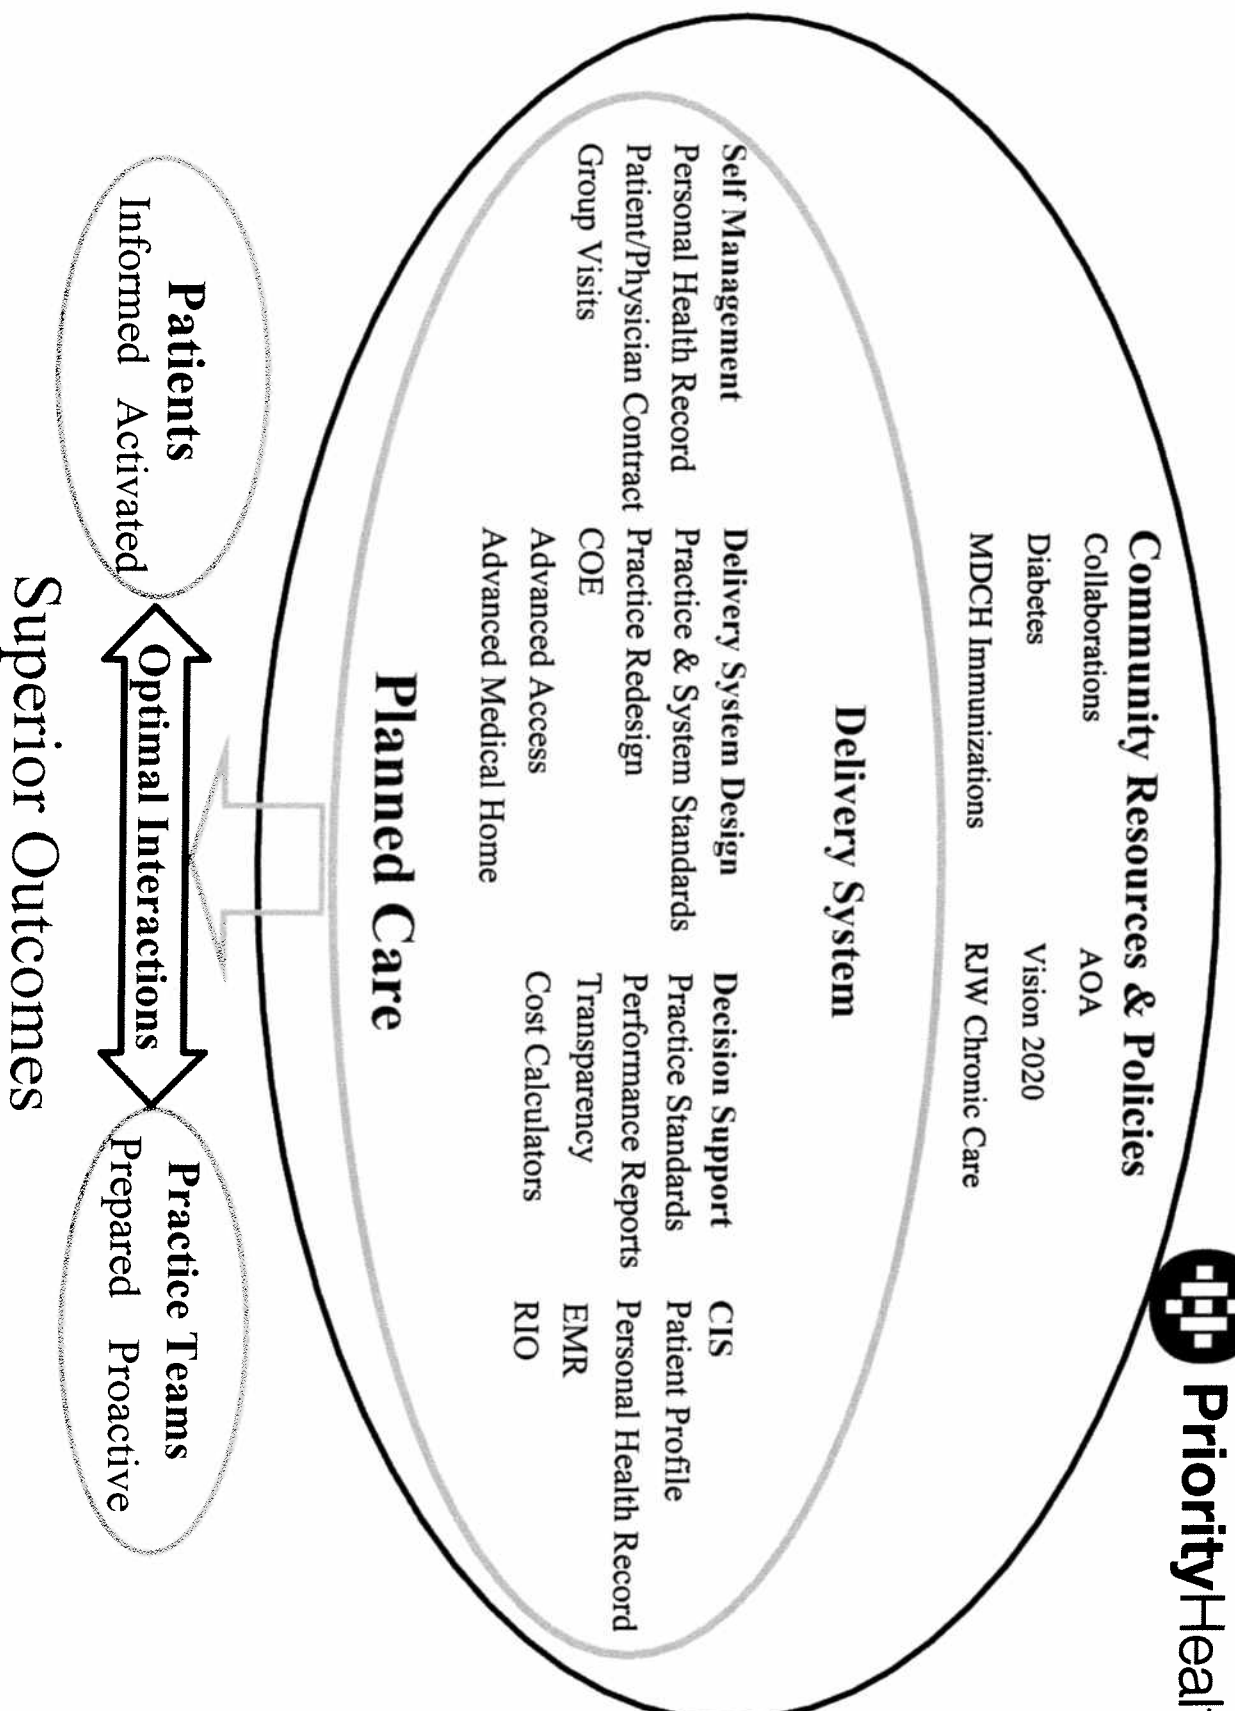 PriorityHeal
Community Resources & Policies
Collaborations AOA
Diabetes Vision 2020
MDCH Immunizations RJW Chronic Care
Delivery System
Self Management Delivery System Design Decision Support CIS
Personal Health Record Practice & System Standards Practice Standards Patient Profile
Patient/Physician Contract Practice Redesign Performance Reports Personal Health Record
Group Visits COE Transparency EMR
Advanced Access Cost Calculators RIO
Advanced Medical Home
Planned Care
Patients Practice Teams
Informed Activated Optimal Interactions Prepared Proactive
Superior Outcomes